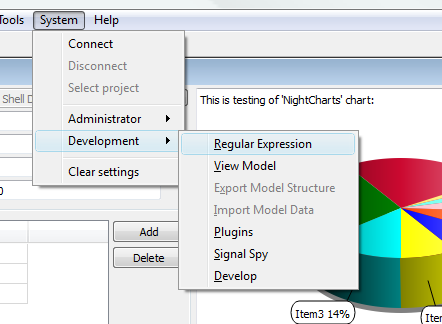 Tools System Help
Connect
Disconnect
Select project
Administrator
Development
Clear settings
Shell D
0
Regular Expression
View Model
Export Model Structure
Import Model Data
Plugins
Signal Spy
Develop
Add
Delete
This is testing of 'NightCharts' chart:
Item3 14%
Item